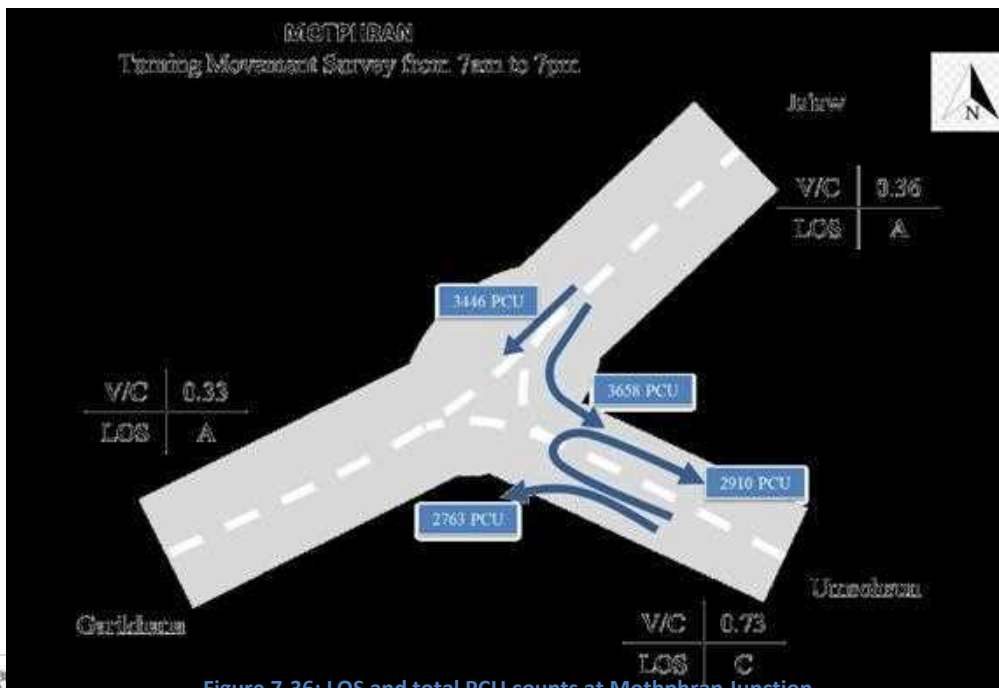 MOTPHRAN
Turning Movement Survey from 7am to 7pm
N
V/C 0.36
LOS A
3446 PCU
3658 PCU
V/C 0.33
LOS A
2910 PCU
2763 PCU
Garikhana
V/C 0.73
LOS C
Figure 7-36: LOS and total PCU counts at Mothphran Junction